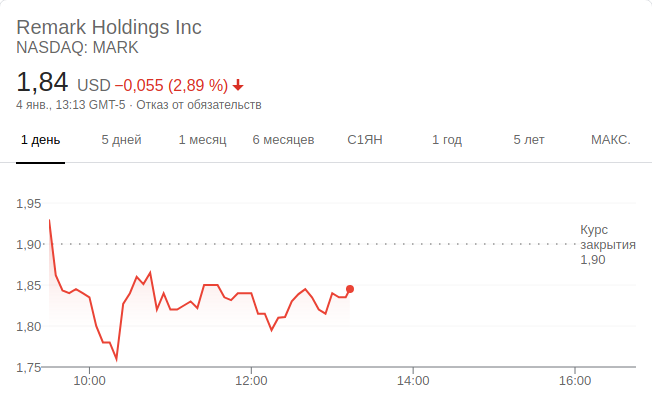 Remark Holdings Inc
NASDAQ: MARK
1,84 USD −0,055 (2,89 %)
4 янв., 13:13 GMT-5 · Отказ от обязательств
1 день 5 дней 1 месяц 6 месяцев С1ЯН 1 год 5 лет МАКС.
1,95
1,90
1,85
1,80
1,75
Курс
закрытия
1,90
10:00 12:00 14:00 16:00